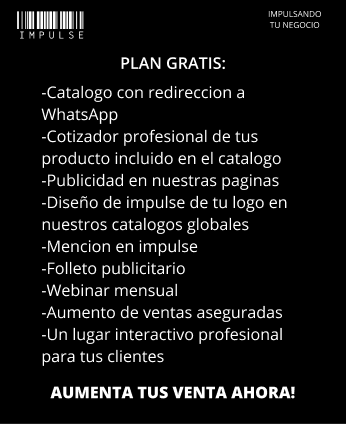 IMPULSE
IMPULSANDO
TU NEGOCIO
PLAN GRATIS:
-Catalogo con redireccion a
WhatsApp
-Cotizador profesional de tus
producto incluido en el catalogo
-Publicidad en nuestras paginas
-Diseño de impulse de tu logo en
nuestros catalogos globales
-Mencion en impulse
-Folleto publicitario
-Webinar mensual
-Aumento de ventas aseguradas
-Un lugar interactivo profesional
para tus clientes
AUMENTA TUS VENTA AHORA!